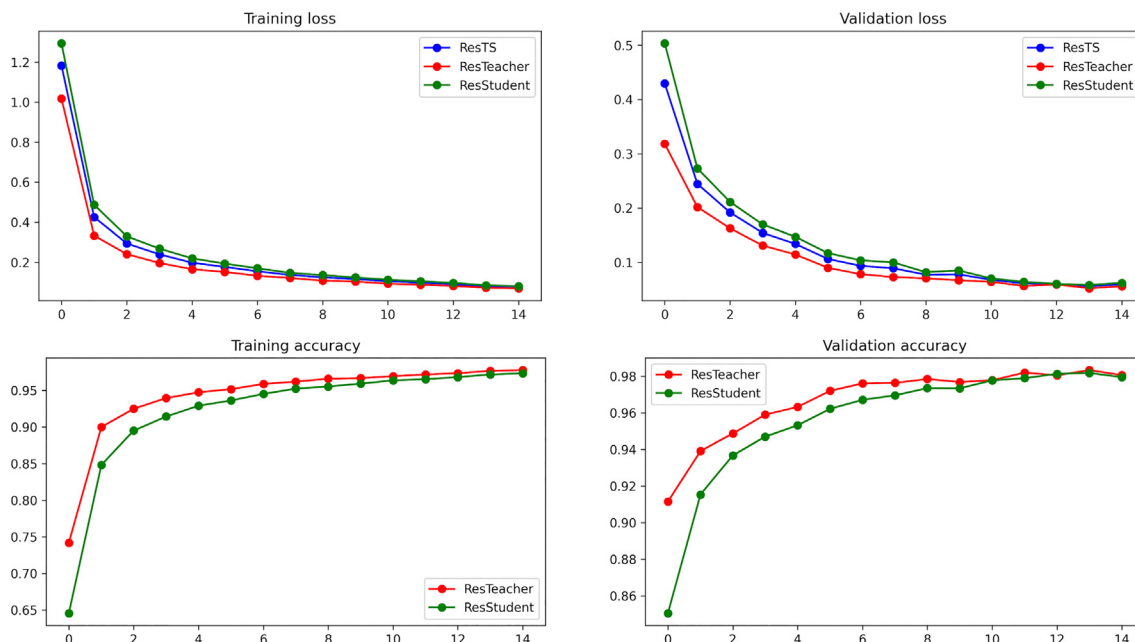 Training loss
1.2
1.0
0.8
0.6
0.4
0.2
0 2 4 6 8 10 12 14
ResTS
ResTeacher
ResStudent
Validation loss
0.5
0.4
0.3
0.2
0.1
0 2 4 6 8 10 12 14
ResTS
ResTeacher
ResStudent
Training accuracy
0.95
0.90
0.85
0.80
0.75
0.70
0.65
0 2 4 6 8 10 12 14
ResTeacher
ResStudent
Validation accuracy
0.98
0.96
0.94
0.92
0.90
0.88
0.86
0 2 4 6 8 10 12 14
ResTeacher
ResStudent